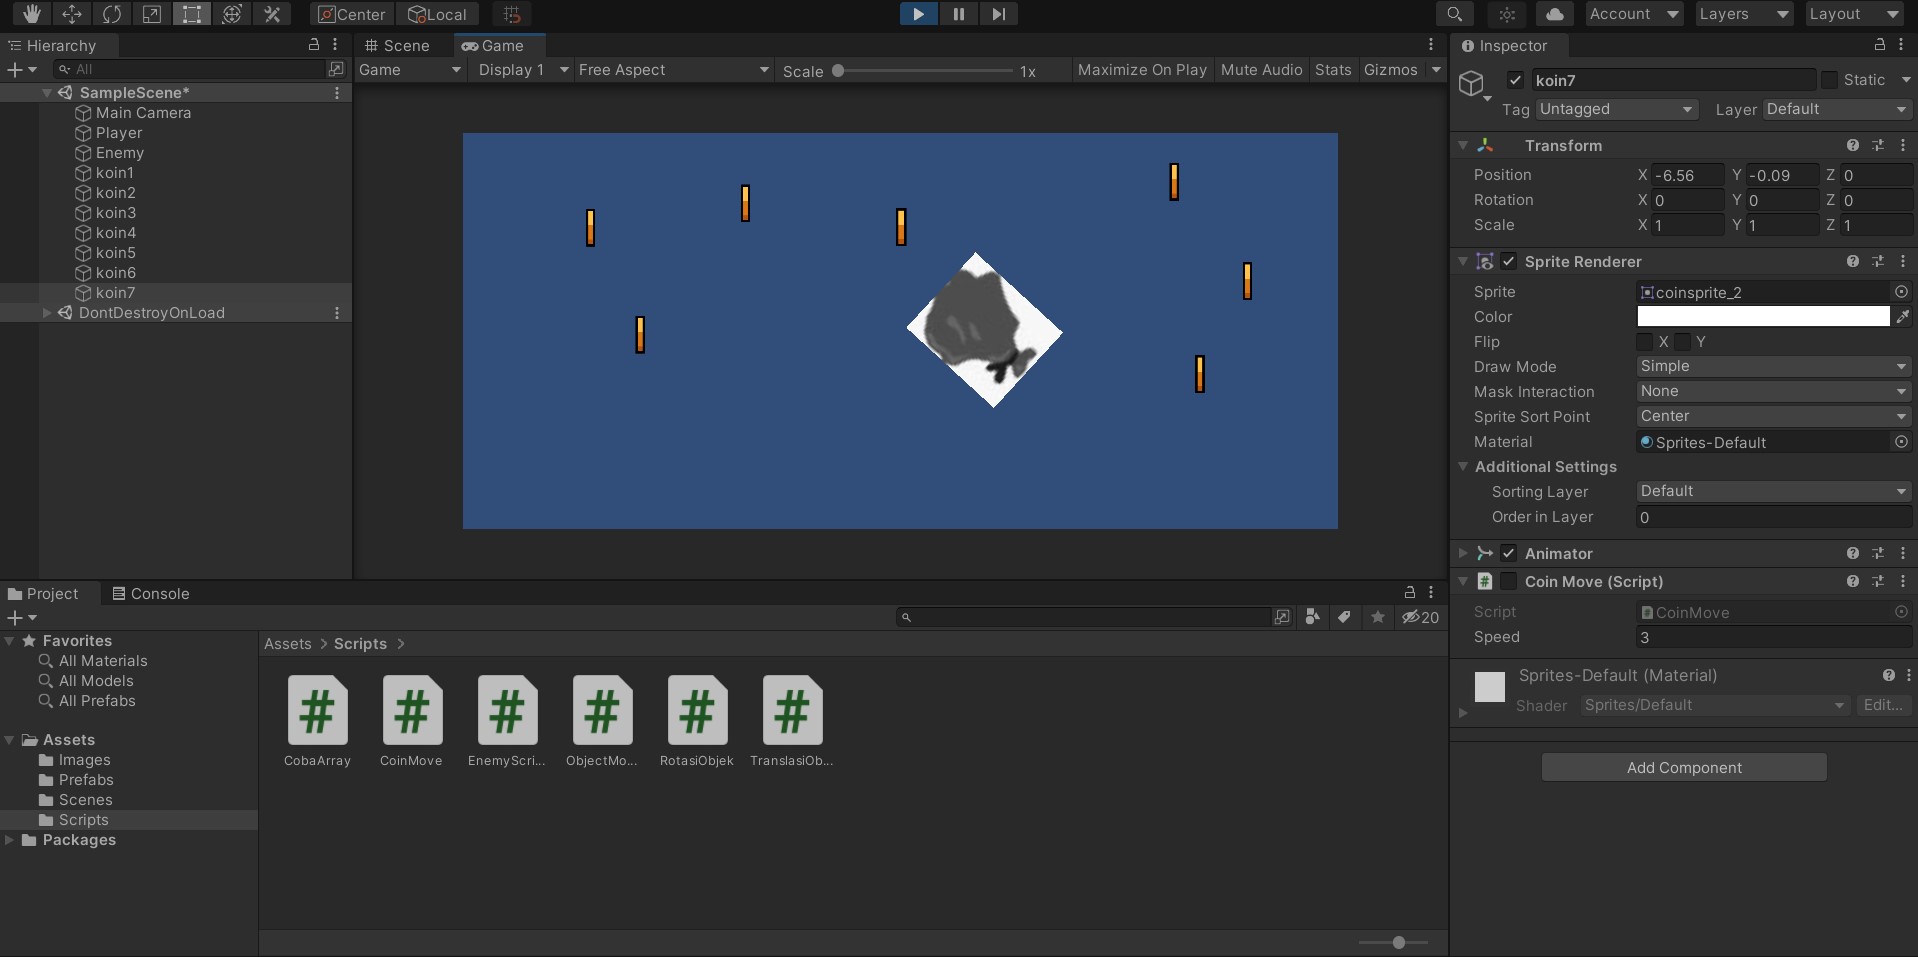 Center
Local
Account
Layers
Layout
Hierarchy
All
SampleScene*
Main Camera
Player
Enemy
koin1
koin2
koin3
koin4
koin5
koin6
koin7
DontDestroyOnLoad
Scene
Game
Game
Display 1
Free Aspect
Scale
1x
Maximize On Play
Mute Audio
Stats
Gizmos
Inspector
koin7
Static
Tag Untagged
Layer Default
Transform
Position X -6.56 Y -0.09 Z 0
Rotation X 0 Y 0 Z 0
Scale X 1 Y 1 Z 1
Sprite Renderer
Sprite coinsprite_2
Color
Flip X Y
Draw Mode Simple
Mask Interaction None
Sprite Sort Point Center
Material Sprites-Default
Additional Settings
Sorting Layer Default
Order in Layer 0
Animator
# Coin Move (Script)
Script CoinMove
Speed 3
Sprites-Default (Material)
Shader Sprites/Default Edit...
Add Component
Project
Console
20
Favorites
All Materials
All Models
All Prefabs
Assets
Images
Prefabs
Scenes
Scripts
Packages
Assets > Scripts >
# # # # # #
CobaArray CoinMove EnemyScri... ObjectMo... RotasiObjek TranslasiOb...